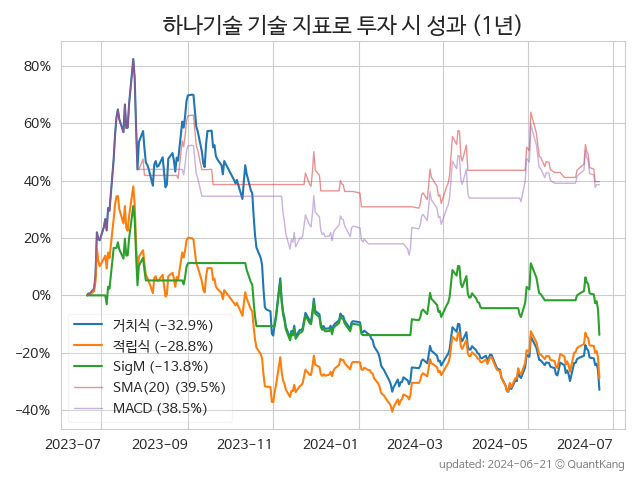 하나기술 기술 지표로 투자 시 성과 (1년)
80%
60%
40%
20%
0%
−20%
−40%
거치식 (−32.9%)
적립식 (−28.8%)
SigM (−13.8%)
SMA(20) (39.5%)
MACD (38.5%)
2023-07 2023-09 2023-11 2024-01 2024-03 2024-05 2024-07
updated: 2024-06-21 ⓒ QuantKang